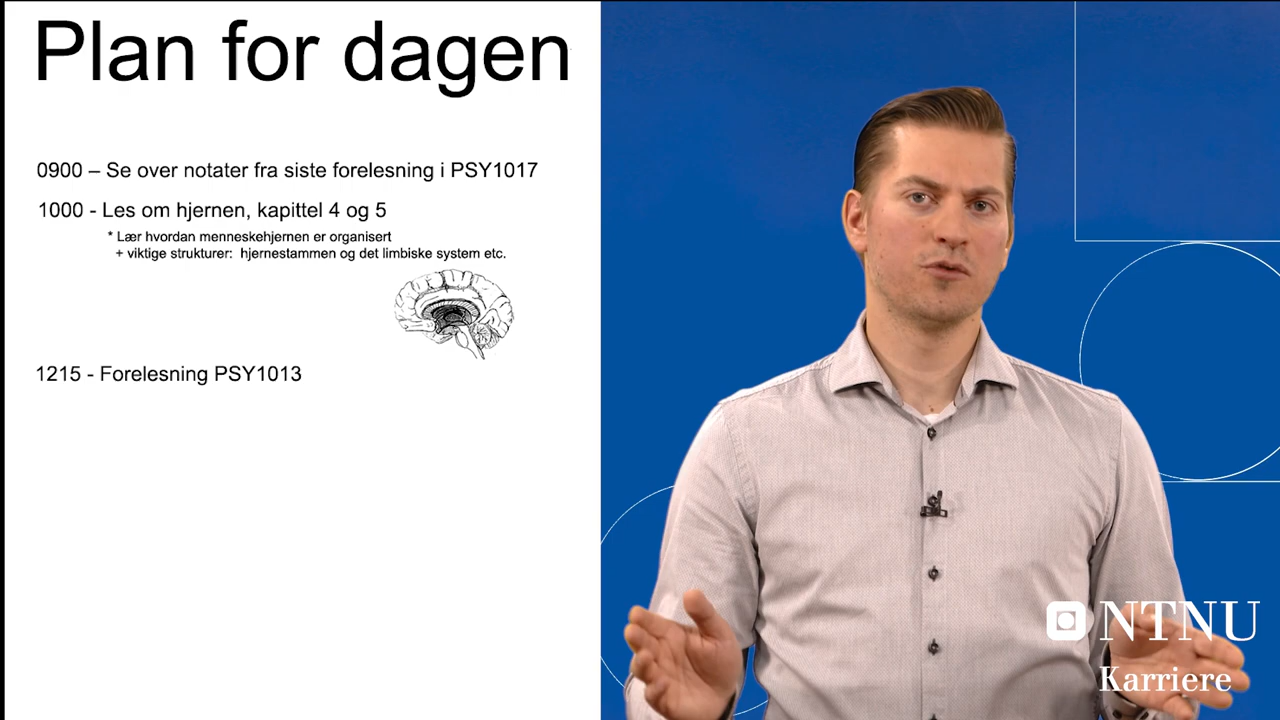 Plan for dagen
0900 – Se over notater fra siste forelesning i PSY1017
1000 - Les om hjernen, kapittel 4 og 5
* Lær hvordan menneskehjernen er organisert
+ viktige strukturer: hjernestammen og det limbiske system etc.
1215 - Forelesning PSY1013
NTNU
Karriere